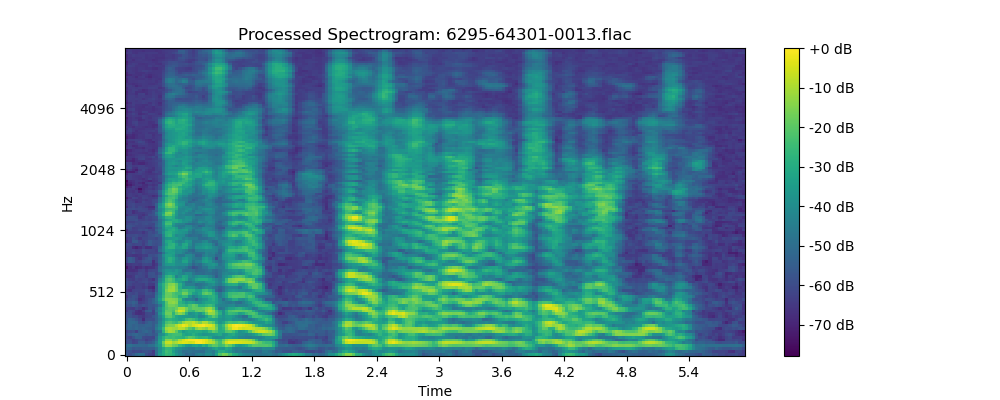 Processed Spectrogram: 6295-64301-0013.flac
Hz
4096
2048
1024
512
0
0 0.6 1.2 1.8 2.4 3 3.6 4.2 4.8 5.4
Time
+0 dB
-10 dB
-20 dB
-30 dB
-40 dB
-50 dB
-60 dB
-70 dB